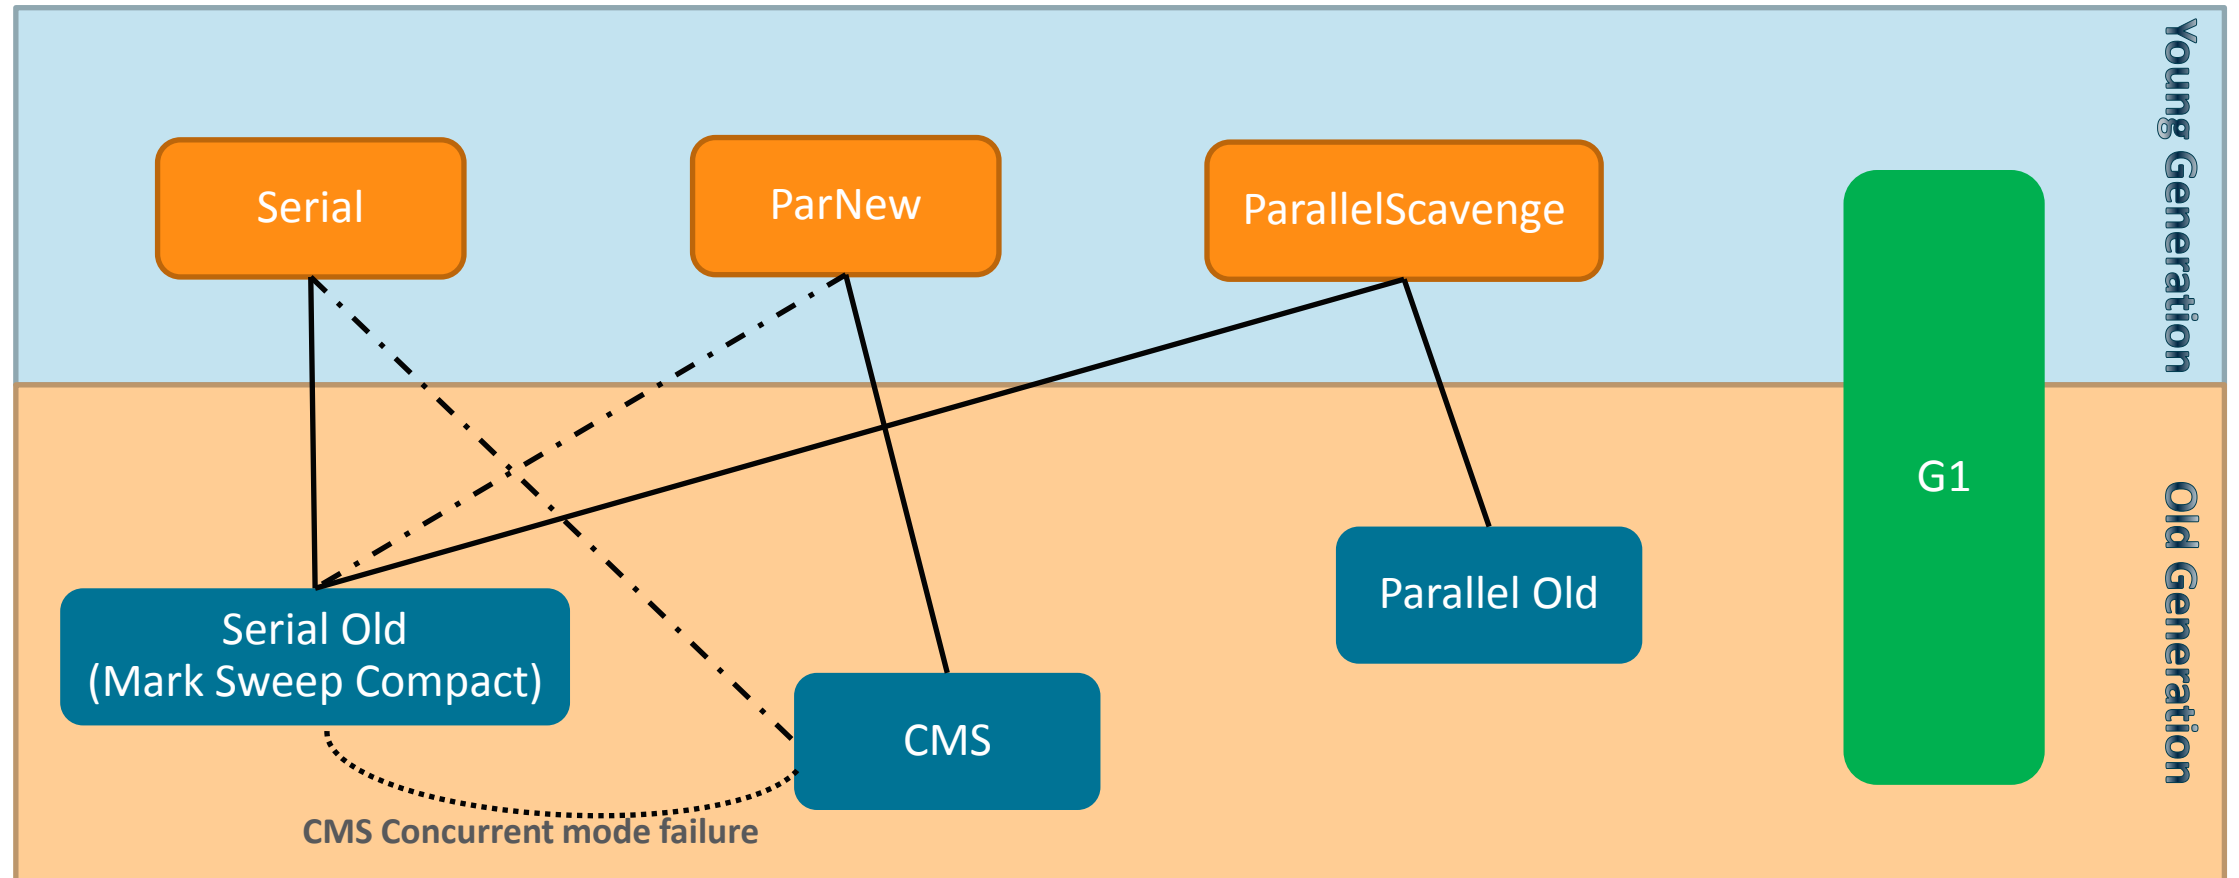 Young Generation
Serial
ParNew
ParallelScavenge
G1
Old Generation
Parallel Old
Serial Old
(Mark Sweep Compact)
CMS
CMS Concurrent mode failure